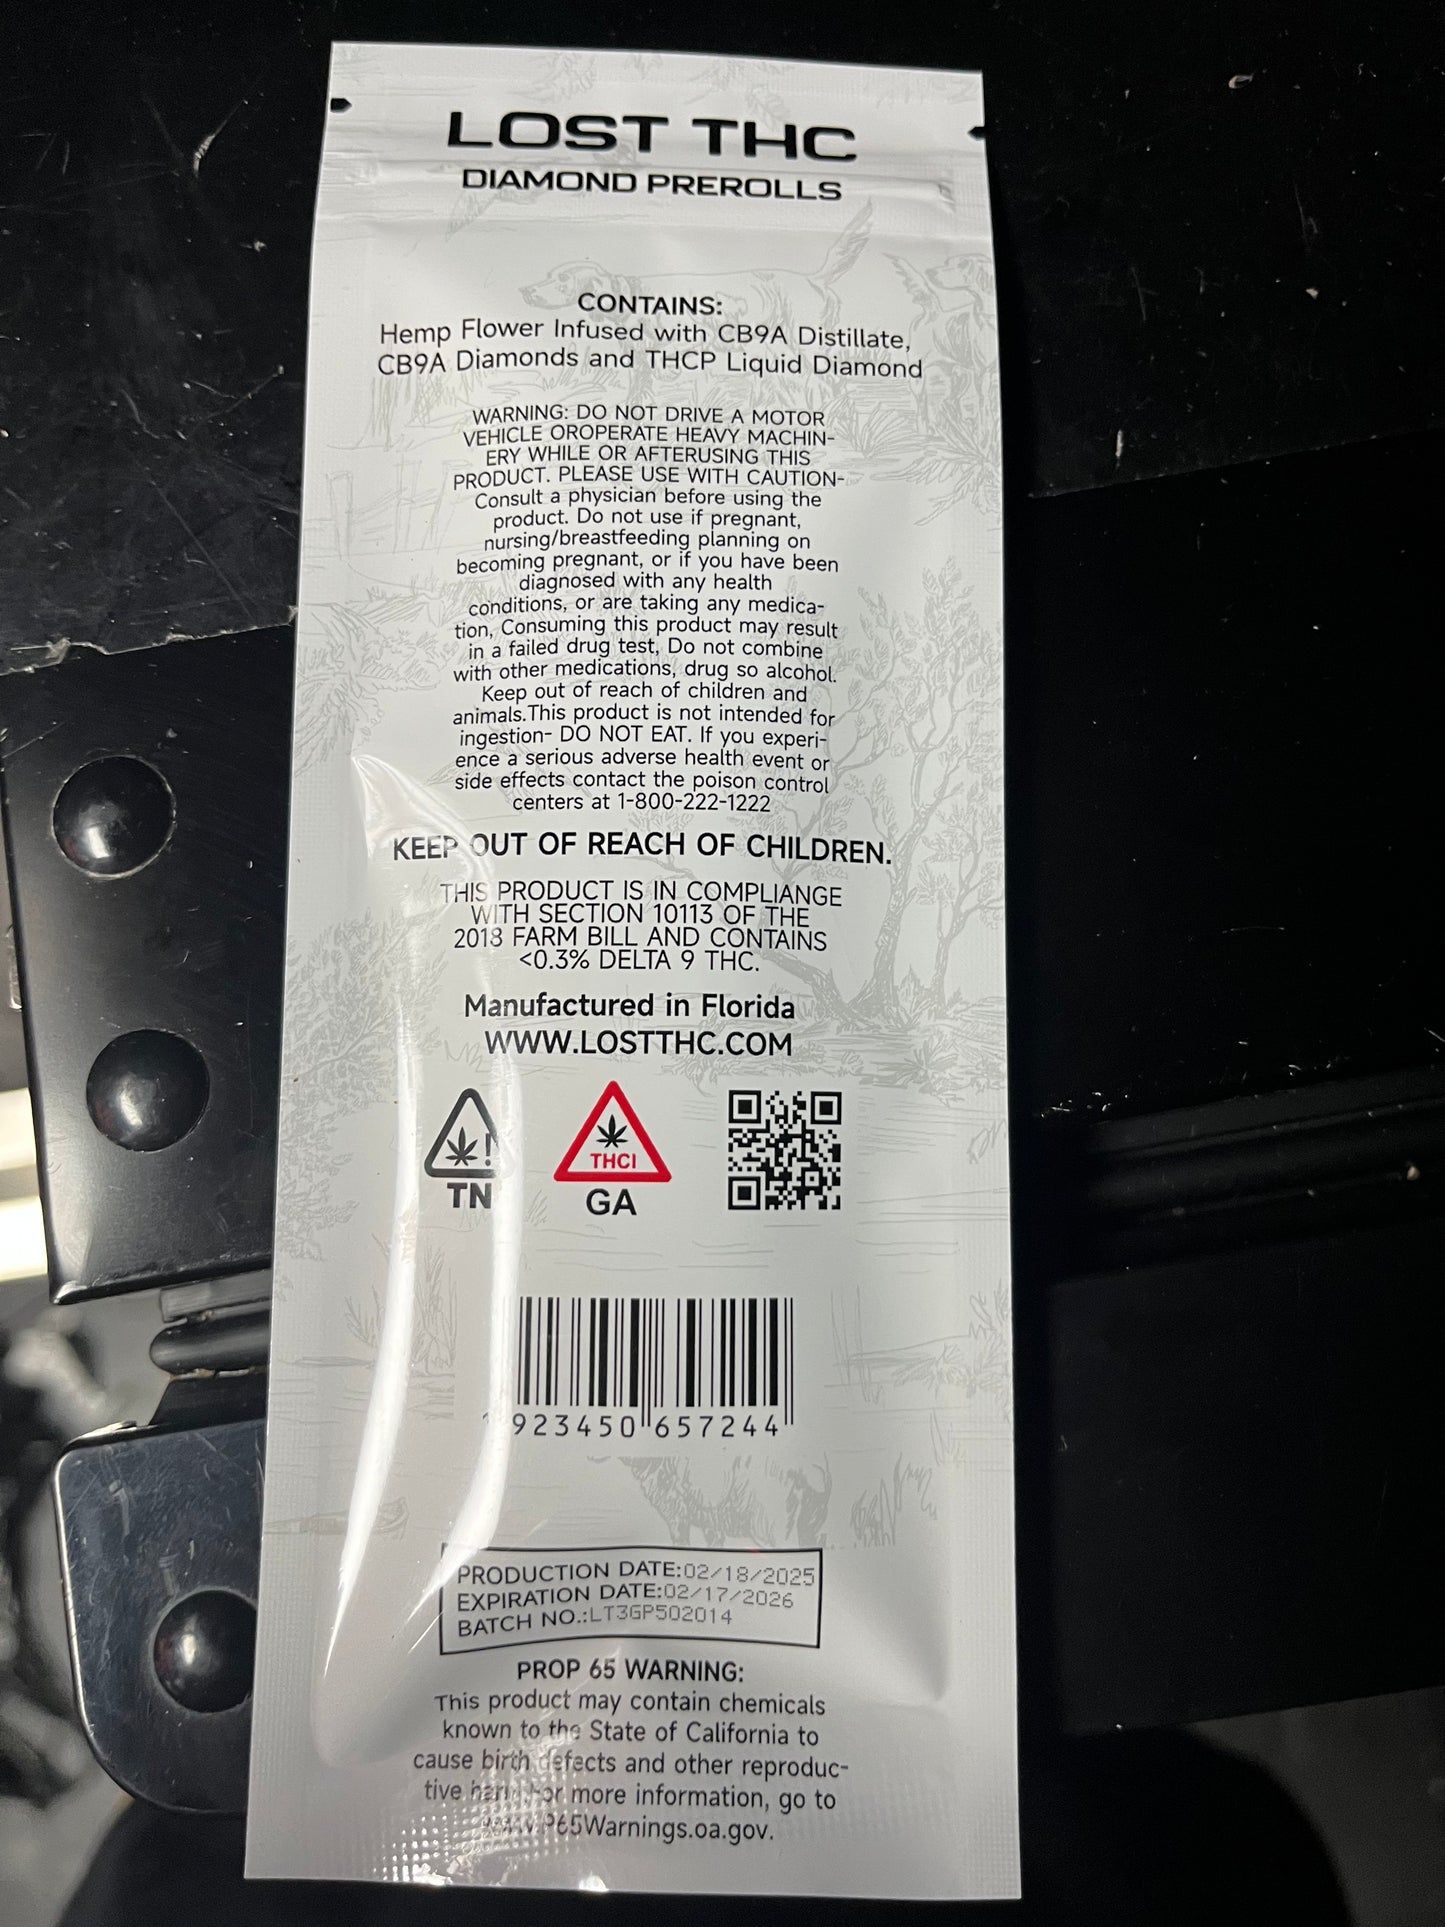 LOST THC
DIAMOND PREROLLS
CONTAINS:
Hemp Flower Infused with CB9A Distillate,
CB9A Diamonds and THCP Liquid Diamond
WARNING: DO NOT DRIVE A MOTOR
VEHICLE OROPERATE HEAVY MACHIN-
ERY WHILE OR AFTERUSING THIS
PRODUCT. PLEASE USE WITH CAUTION-
Consult a physician before using the
product. Do not use if pregnant,
nursing/breastfeeding planning on
becoming pregnant, or if you have been
diagnosed with any health
conditions, or are taking any medica-
tion, Consuming this product may result
in a failed drug test, Do not combine
with other medications, drug so alcohol.
Keep out of reach of children and
animals.This product is not intended for
ingestion- DO NOT EAT. If you experi-
ence a serious adverse health event or
side effects contact the poison control
centers at 1-800-222-1222
KEEP OUT OF REACH OF CHILDREN.
THIS PRODUCT IS IN COMPLIANCE
WITH SECTION 10113 OF THE
2018 FARM BILL AND CONTAINS
<0.3% DELTA 9 THC.
Manufactured in Florida
WWW.LOSTTHC.COM
!
THCI
TN
GA
923450 657244
PRODUCTION DATE:02/18/2025
EXPIRATION DATE:02/17/2026
BATCH NO.:LT3GP502014
PROP 65 WARNING:
This product may contain chemicals
known to the State of California to
cause birth defects and other reproduc-
tive more information, go to
P65Warnings.oa.gov.